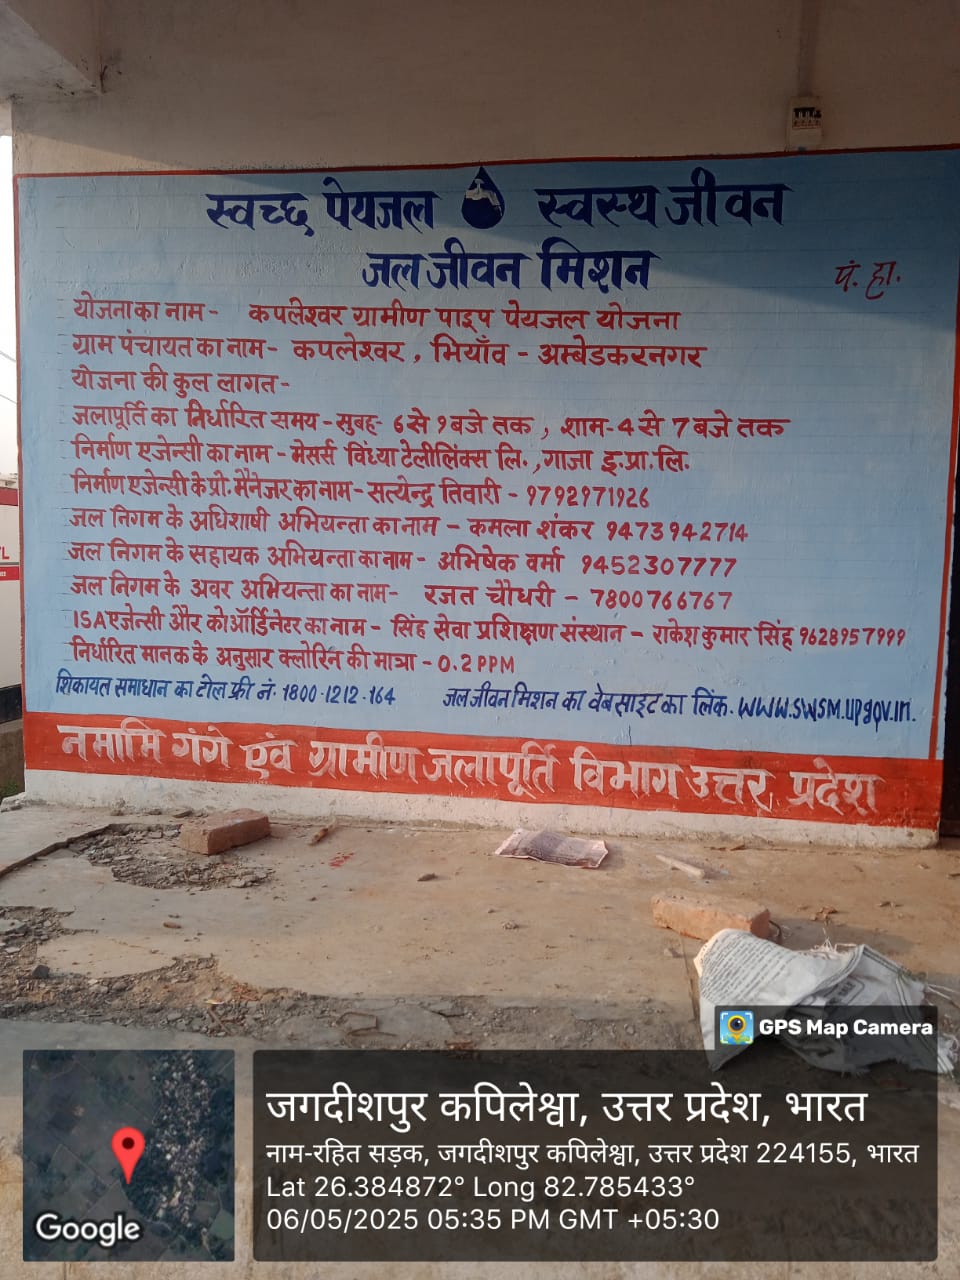 स्वच्छ पेयजल स्वस्थ जीवन
जल जीवन मिशन
पं. हा.
योजना का नाम - कपलेश्वर ग्रामीण पाइप पेयजल योजना
ग्राम पंचायत का नाम - कपलेश्वर , भियाँव - अम्बेडकरनगर
योजना की कुल लागत -
जलापूर्ति का निर्धारित समय - सुबह- 6 से 9 बजे तक , शाम- 4 से 7 बजे तक
निर्माण एजेन्सी का नाम - मेसर्स विंध्या टेलीलिंक्स लि. , गाजा इ.प्रा.लि.
निर्माण एजेन्सी के प्रो. मैनेजर का नाम - सत्येन्द्र तिवारी - 9792971926
जल निगम के अधिशाषी अभियन्ता का नाम - कमला शंकर 9473942714
जल निगम के सहायक अभियन्ता का नाम - अभिषेक वर्मा 9452307777
जल निगम के अवर अभियन्ता का नाम- रजत चौधरी - 7800766767
ISA एजेन्सी और कोऑर्डिनेटर का नाम - सिंह सेवा प्रशिक्षण संस्थान - राकेश कुमार सिंह 9628957999
निर्धारित मानक के अनुसार क्लोरिन की मात्रा - 0.2 PPM
शिकायत समाधान का टोल फ्री नं. 1800-1212-164 जल जीवन मिशन का वेबसाइट का लिंक. www.swsm.upgov.in.
नमामि गंगे एवं ग्रामीण जलापूर्ति विभाग उत्तर प्रदेश
GPS Map Camera
जगदीशपुर कपिलेश्वा, उत्तर प्रदेश, भारत
नाम-रहित सड़क, जगदीशपुर कपिलेश्वा, उत्तर प्रदेश 224155, भारत
Lat 26.384872° Long 82.785433°
06/05/2025 05:35 PM GMT +05:30
Google